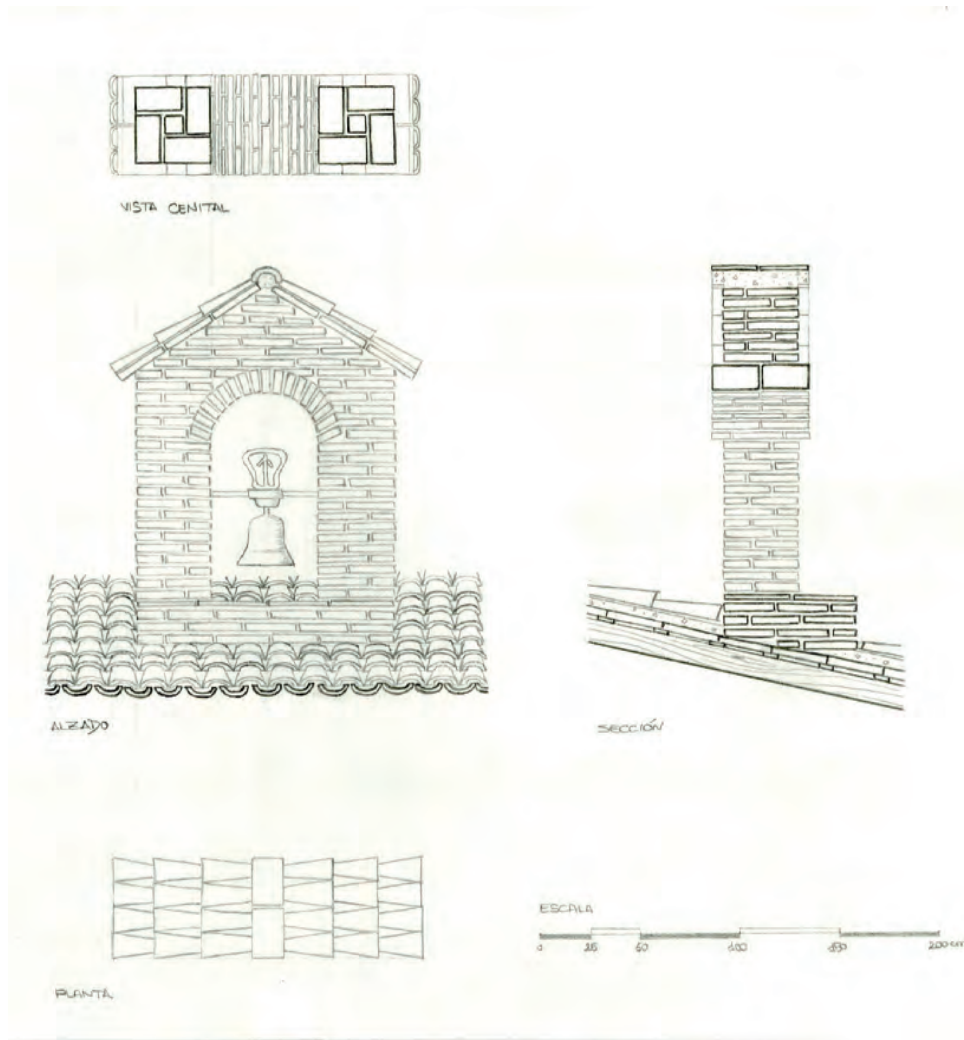 VISTA CENITAL
ALZADO
SECCIÓN
ESCALA
0 25 50 100 150 200 cm
PLANTA